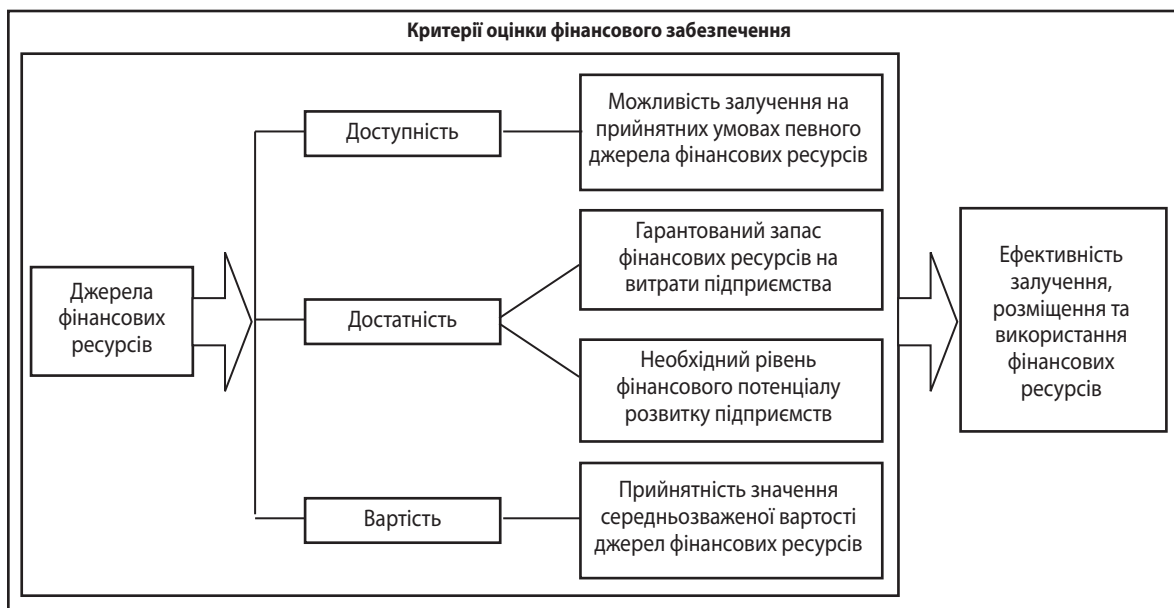 Критерії оцінки фінансового забезпечення
Джерела
фінансових
ресурсів
Доступність
Можливість залучення на
прийнятних умовах певного
джерела фінансових ресурсів
Достатність
Гарантований запас
фінансових ресурсів на
витрати підприємства
Необхідний рівень
фінансового потенціалу
розвитку підприємств
Вартість
Прийнятність значення
середньозваженої вартості
джерел фінансових ресурсів
Ефективність
залучення,
розміщення та
використання
фінансових
ресурсів